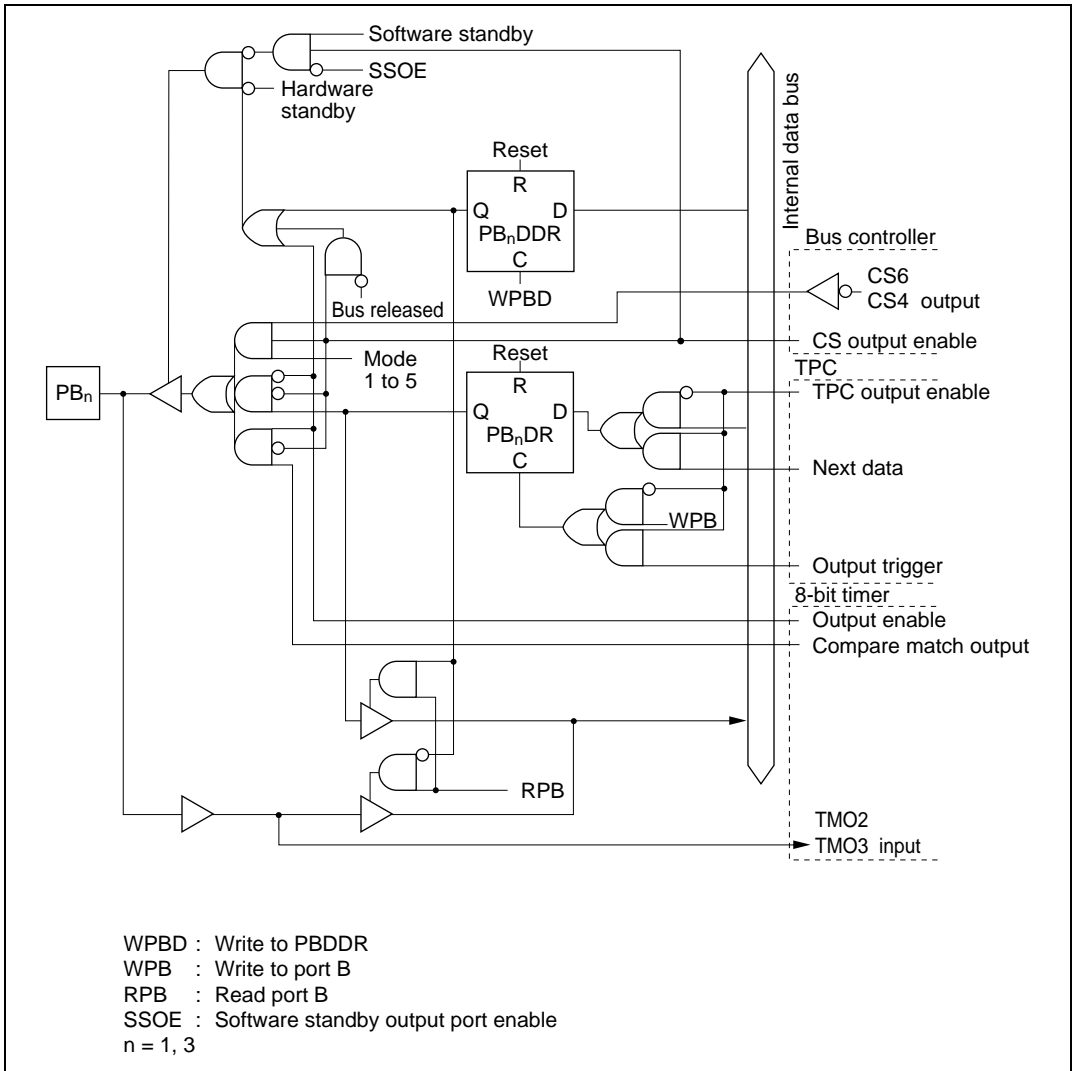 Software standby
SSOE
Hardware
standby
Internal data bus
Reset
R
Q D
PBnDDR
C
WPBD
Bus released
Bus controller
CS6
CS4 output
CS output enable
Mode
1 to 5
TPC
TPC output enable
Reset
R
Q D
PBnDR
C
PBn
Next data
WPB
Output trigger
8-bit timer
Output enable
Compare match output
RPB
TMO2
TMO3 input
WPBD : Write to PBDDR
WPB : Write to port B
RPB : Read port B
SSOE : Software standby output port enable
n = 1, 3